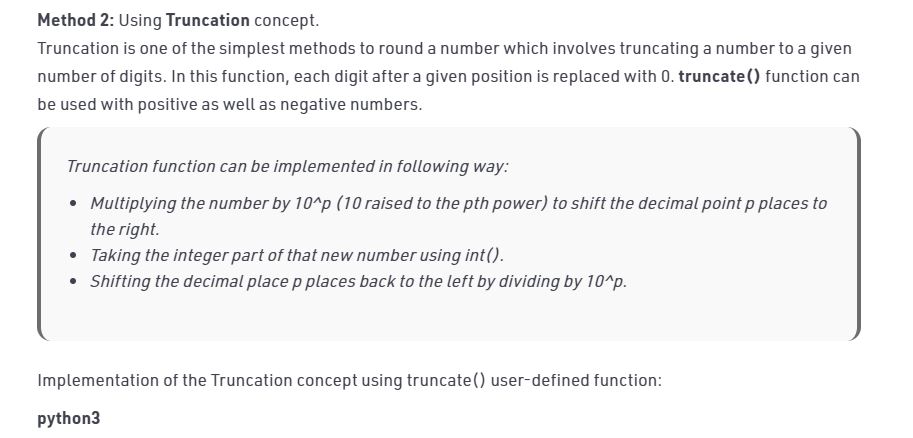 Method 2: Using Truncation concept.
Truncation is one of the simplest methods to round a number which involves truncating a number to a given
number of digits. In this function, each digit after a given position is replaced with 0. truncate() function can
be used with positive as well as negative numbers.
Truncation function can be implemented in following way:
• Multiplying the number by 10^p (10 raised to the pth power) to shift the decimal point p places to
the right.
• Taking the integer part of that new number using int().
• Shifting the decimal place p places back to the left by dividing by 10^p.
Implementation of the Truncation concept using truncate() user-defined function:
python3